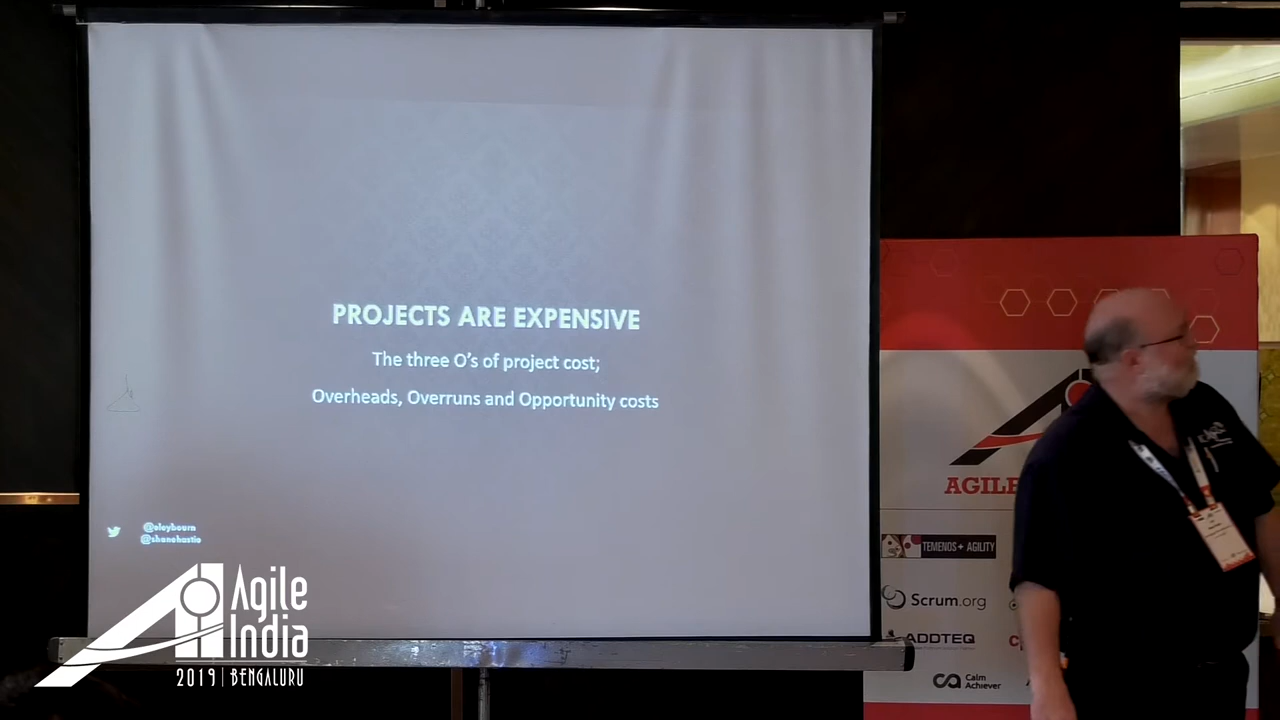 PROJECTS ARE EXPENSIVE
The three O's of project cost;
Overheads, Overruns and Opportunity costs
@eleybourn
@shanehastie
Agile
India
2019 | BENGALURU
AGILE
TEMENOS + AGILITY
Scrum.org
ADDTEQ
Calm
Achiever